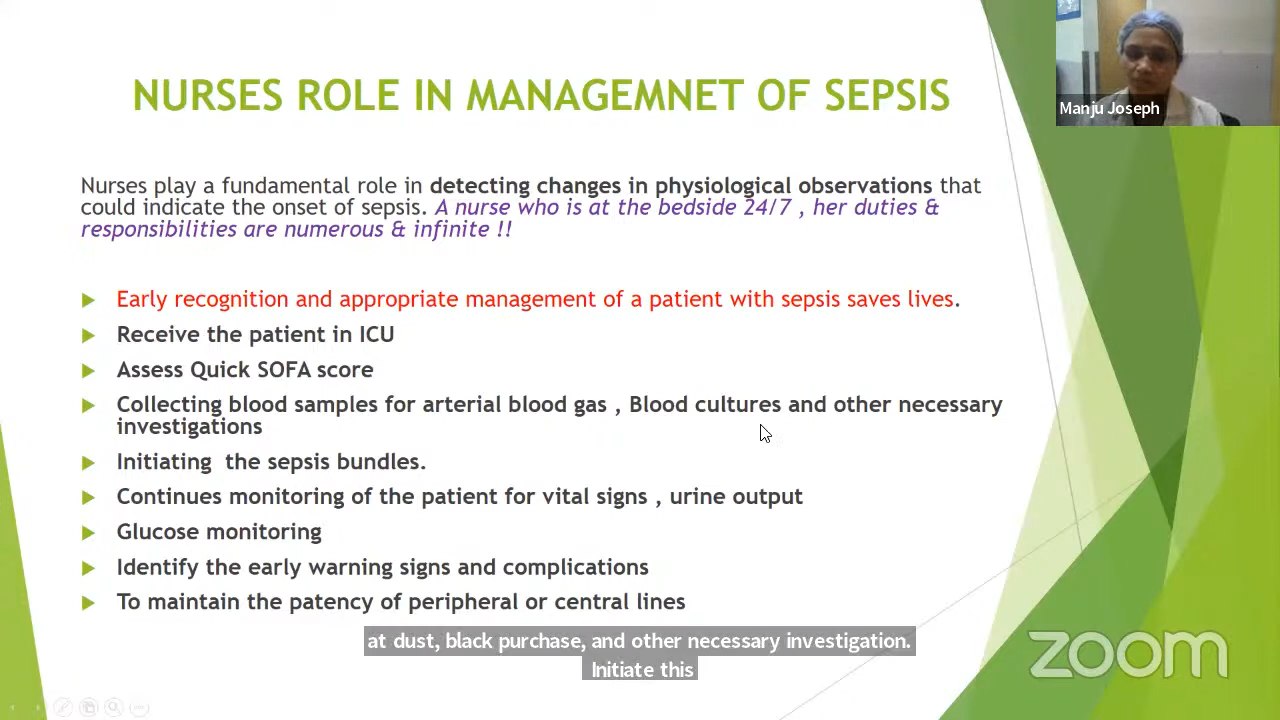 NURSES ROLE IN MANAGEMNET OF SEPSIS
Manju Joseph
Nurses play a fundamental role in detecting changes in physiological observations that
could indicate the onset of sepsis. A nurse who is at the bedside 24/7 , her duties &
responsibilities are numerous & infinite !!
Early recognition and appropriate management of a patient with sepsis saves lives.
Receive the patient in ICU
Assess Quick SOFA score
Collecting blood samples for arterial blood gas , Blood cultures and other necessary
investigations
Initiating the sepsis bundles.
Continues monitoring of the patient for vital signs , urine output
Glucose monitoring
Identify the early warning signs and complications
To maintain the patency of peripheral or central lines
at dust, black purchase, and other necessary investigation.
Initiate this
zoom